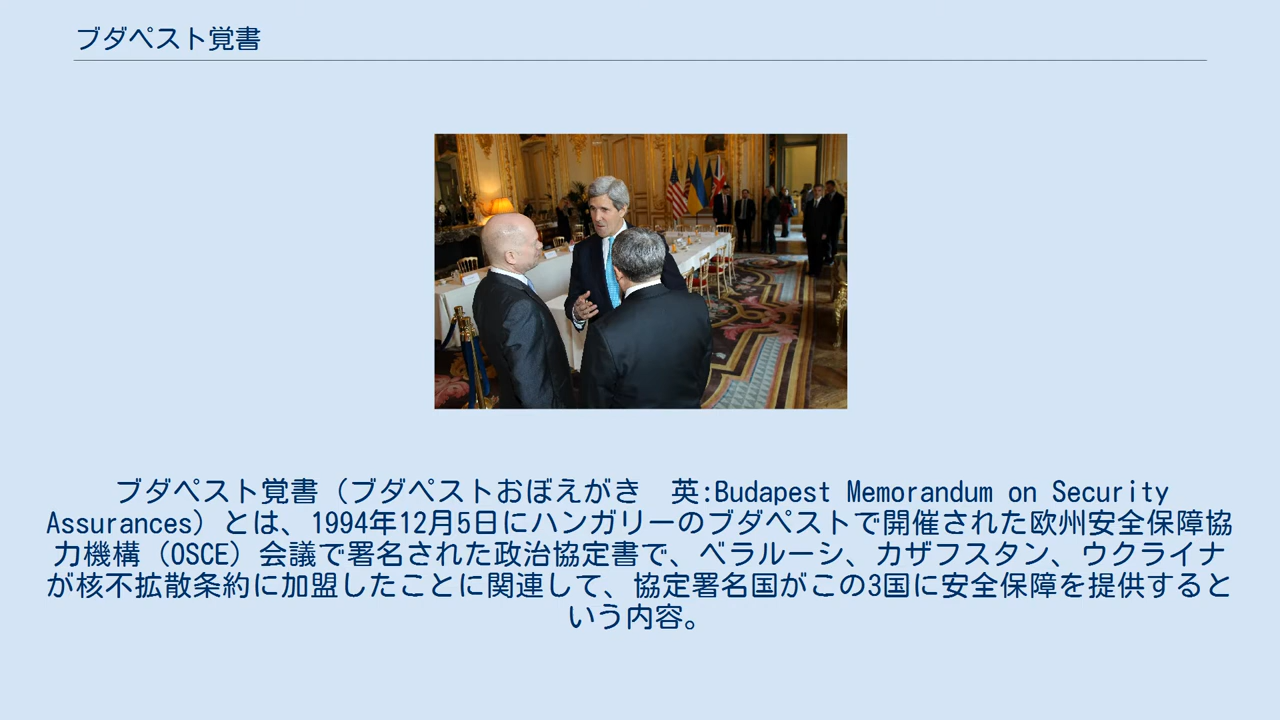 ブダペスト覚書
ブダペスト覚書（ブダペストおぼえがき　英:Budapest Memorandum on Security
Assurances）とは、1994年12月5日にハンガリーのブダペストで開催された欧州安全保障協
力機構（OSCE）会議で署名された政治協定書で、ベラルーシ、カザフスタン、ウクライナ
が核不拡散条約に加盟したことに関連して、協定署名国がこの3国に安全保障を提供すると
いう内容。